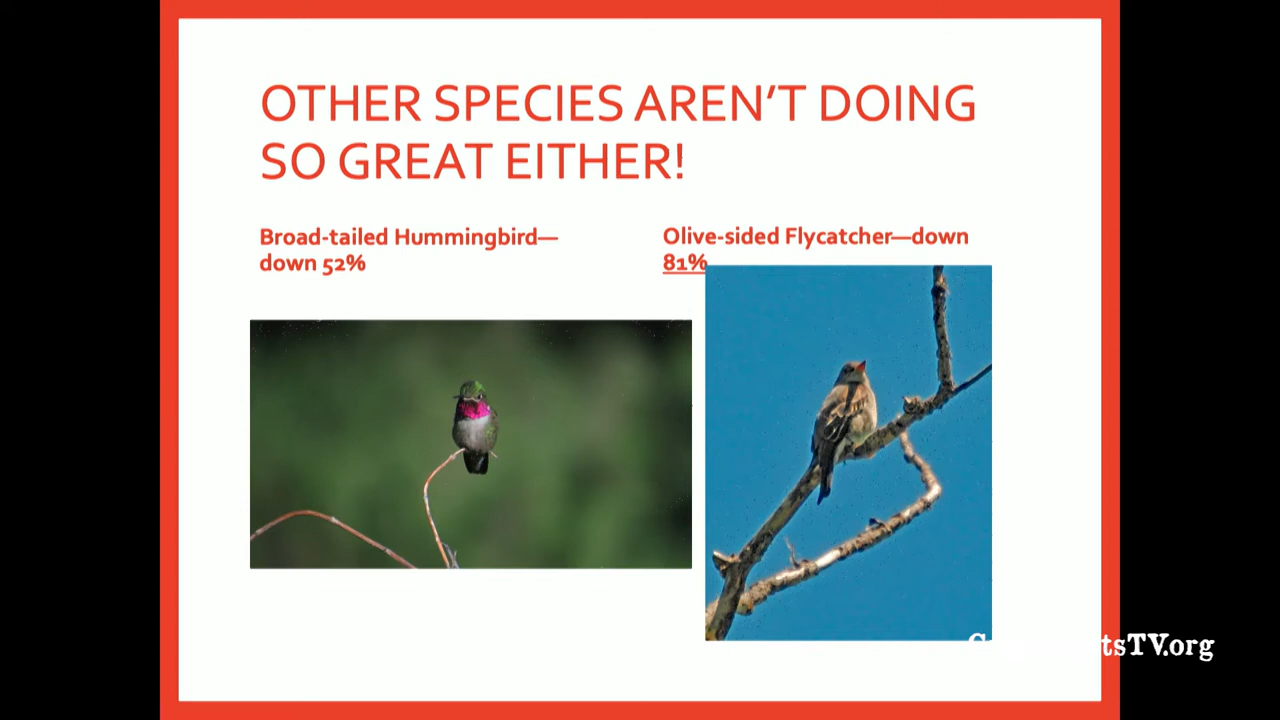 OTHER SPECIES AREN'T DOING
SO GREAT EITHER!
Broad-tailed Hummingbird—
down 52%
Olive-sided Flycatcher—down
81%
tsTV.org